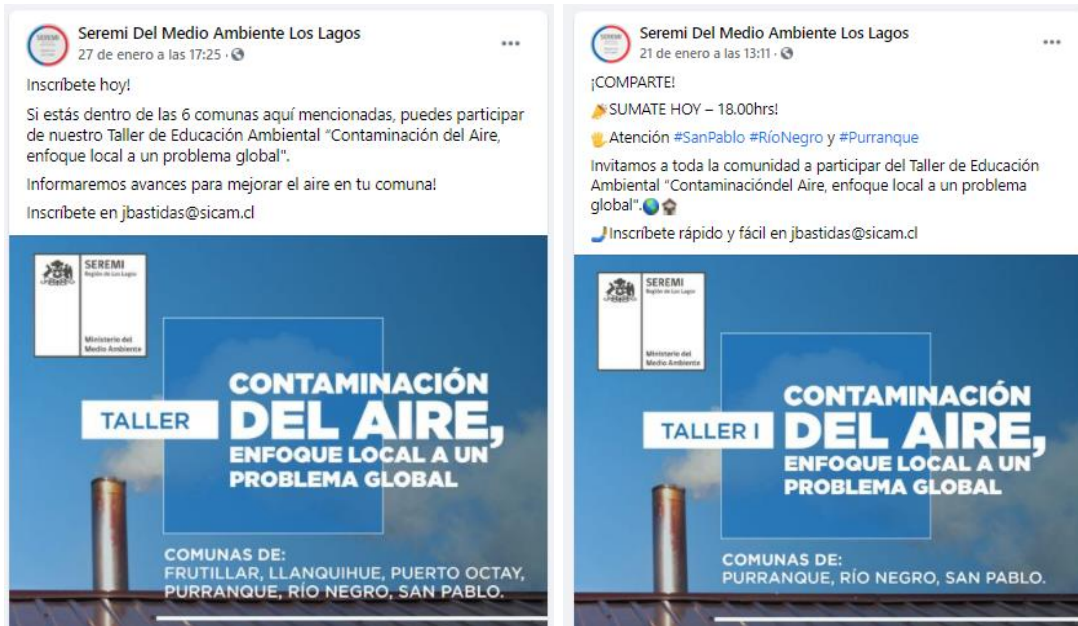 Seremi Del Medio Ambiente Los Lagos
27 de enero a las 17:25 ·
Inscríbete hoy!
Si estás dentro de las 6 comunas aquí mencionadas, puedes participar
de nuestro Taller de Educación Ambiental "Contaminación del Aire,
enfoque local a un problema global".
Informaremos avances para mejorar el aire en tu comuna!
Inscríbete en jbastidas@sicam.cl
SEREMI
Región de Los Lagos
Ministerio del
Medio Ambiente
TALLER
CONTAMINACIÓN
DEL AIRE,
ENFOQUE LOCAL A UN
PROBLEMA GLOBAL
COMUNAS DE:
FRUTILLAR, LLANQUIHUE, PUERTO OCTAY,
PURRANQUE, RÍO NEGRO, SAN PABLO.
Seremi Del Medio Ambiente Los Lagos
21 de enero a las 13:11 ·
¡COMPARTE!
SUMATE HOY – 18.00hrs!
Atención #SanPablo #RíoNegro y #Purranque
Invitamos a toda la comunidad a participar del Taller de Educación
Ambiental "Contaminacióndel Aire, enfoque local a un problema
global".
Inscríbete rápido y fácil en jbastidas@sicam.cl
SEREMI
Región de Los Lagos
Ministerio del
Medio Ambiente
TALLER I
CONTAMINACIÓN
DEL AIRE,
ENFOQUE LOCAL A UN
PROBLEMA GLOBAL
COMUNAS DE:
PURRANQUE, RÍO NEGRO, SAN PABLO.